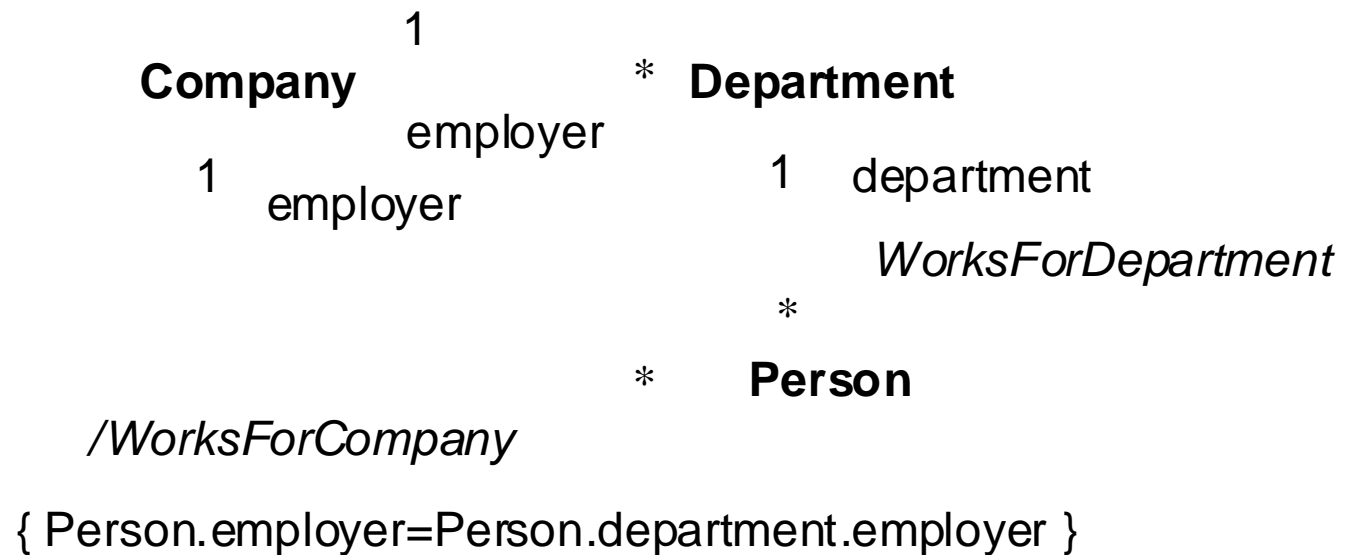 1
Company * Department
employer
1 employer 1 department
WorksForDepartment
*
* Person
/WorksForCompany
{ Person.employer=Person.department.employer }